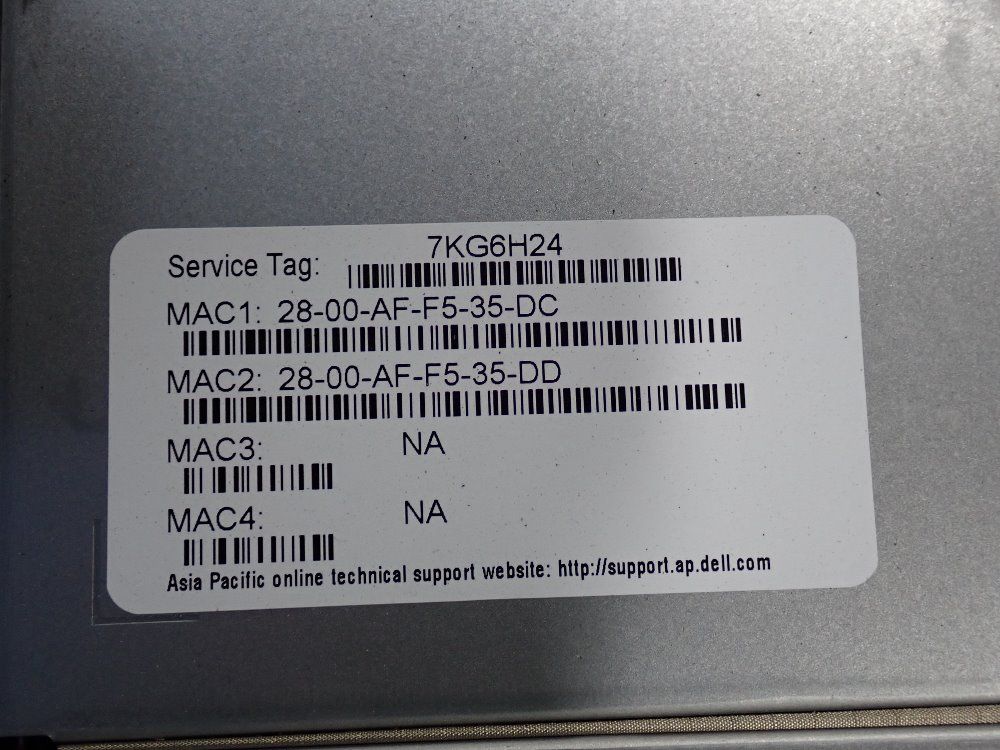 7KG6H24
Service Tag:
MAC1: 28-00-AF-F5-35-DC
MAC2: 28-00-AF-F5-35-DD
MAC3: NA
MAC4: NA
Asia Pacific online technical support website: http://support.ap.dell.com